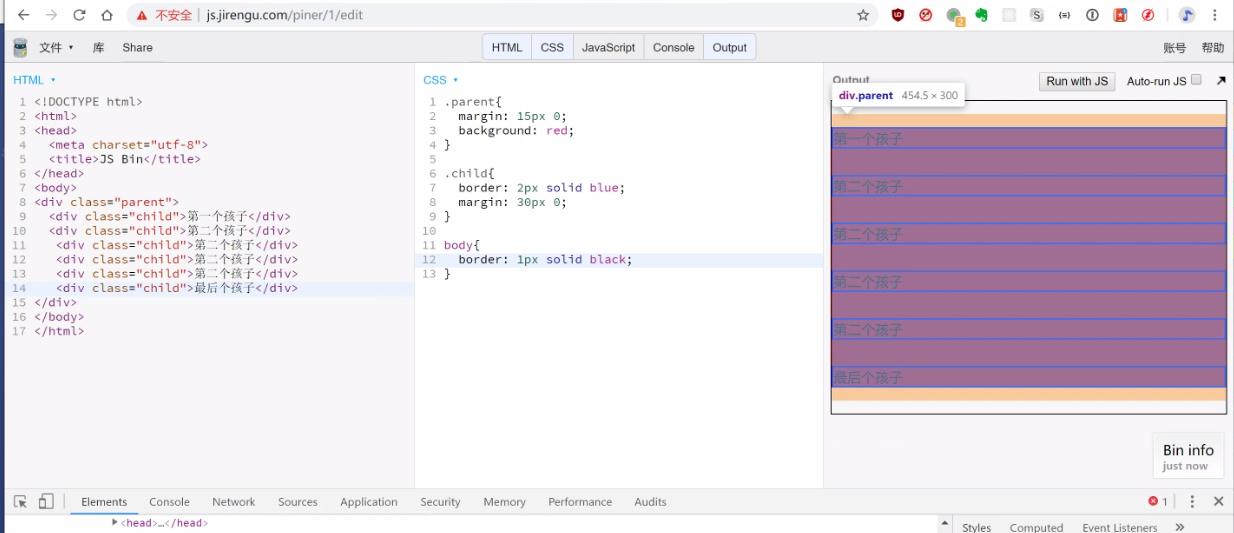 不安全 js.jirengu.com/piner/1/edit
文件 库 Share HTML CSS JavaScript Console Output 账号 帮助
HTML
1 <!DOCTYPE html>
2 <html>
3 <head>
4 <meta charset="utf-8">
5 <title>JS Bin</title>
6 </head>
7 <body>
8 <div class="parent">
9 <div class="child">第一个孩子</div>
10 <div class="child">第二个孩子</div>
11 <div class="child">第二个孩子</div>
12 <div class="child">第二个孩子</div>
13 <div class="child">第二个孩子</div>
14 <div class="child">最后个孩子</div>
15 </div>
16 </body>
17 </html>
CSS
1 .parent{
2 margin: 15px 0;
3 background: red;
4 }
5
6 .child{
7 border: 2px solid blue;
8 margin: 30px 0;
9 }
10
11 body{
12 border: 1px solid black;
13 }
Output Run with JS Auto-run JS
div.parent 454.5 × 300
第一个孩子
第二个孩子
第二个孩子
第二个孩子
第二个孩子
最后个孩子
Bin info
just now
Elements Console Network Sources Application Security Memory Performance Audits 1
<head>…</head>
Styles Computed Event Listeners